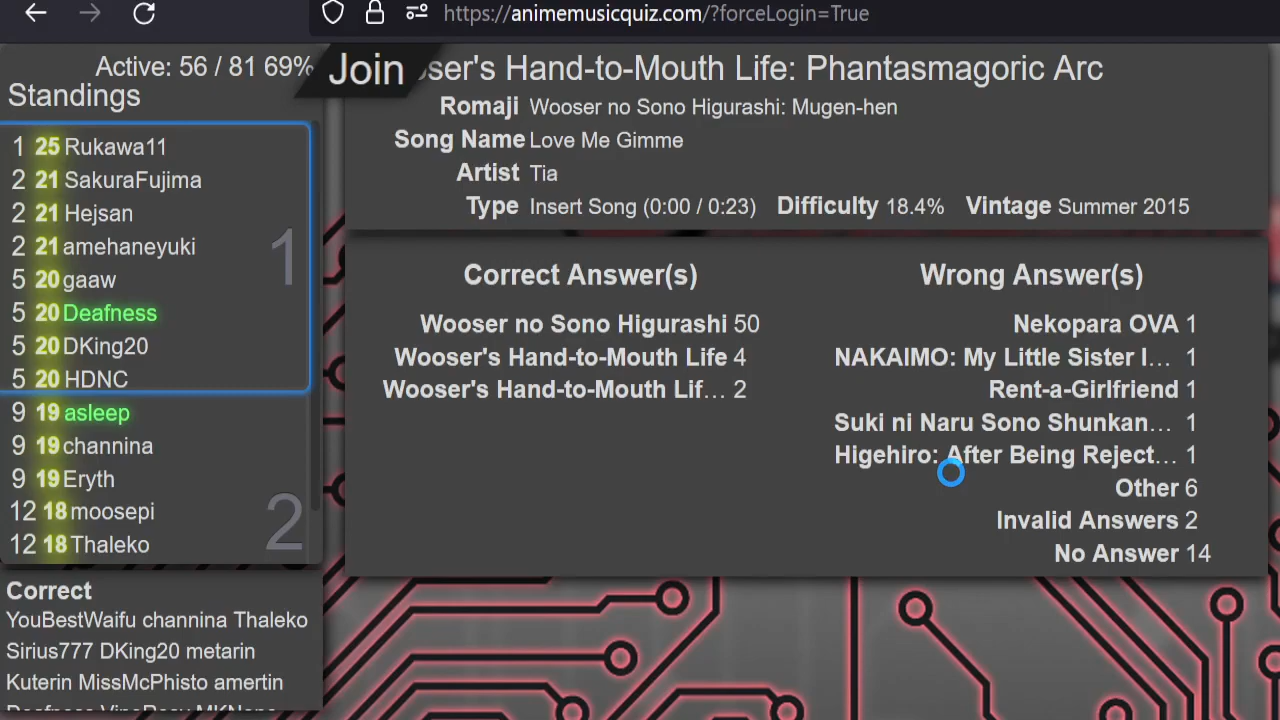 https://animemusicquiz.com/?forceLogin=True
Active: 56 / 81 69%
Join
oser's Hand-to-Mouth Life: Phantasmagoric Arc
Standings
Romaji Wooser no Sono Higurashi: Mugen-hen
Song Name Love Me Gimme
Artist Tia
Type Insert Song (0:00 / 0:23) Difficulty 18.4% Vintage Summer 2015
1 25 Rukawa11
2 21 SakuraFujima
2 21 Hejsan
2 21 amehaneyuki
5 20 gaaw
5 20 Deafness
5 20 DKing20
5 20 HDNC
1
9 19 asleep
9 19 channina
9 19 Eryth
12 18 moosepi
12 18 Thaleko
2
Correct Answer(s)
Wooser no Sono Higurashi 50
Wooser's Hand-to-Mouth Life 4
Wooser's Hand-to-Mouth Lif… 2
Wrong Answer(s)
Nekopara OVA 1
NAKAIMO: My Little Sister I… 1
Rent-a-Girlfriend 1
Suki ni Naru Sono Shunkan… 1
Higehiro: After Being Reject… 1
Other 6
Invalid Answers 2
No Answer 14
Correct
YouBestWaifu channina Thaleko
Sirius777 DKing20 metarin
Kuterin MissMcPhisto amertin